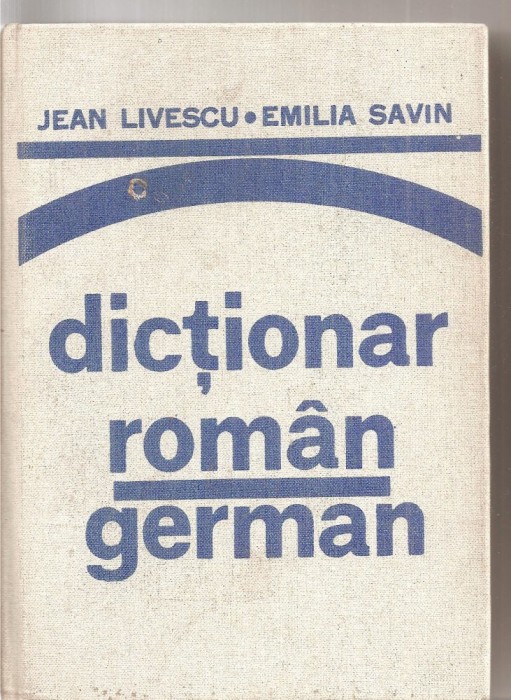 JEAN LIVESCU • EMILIA SAVIN
dicționar
român
german